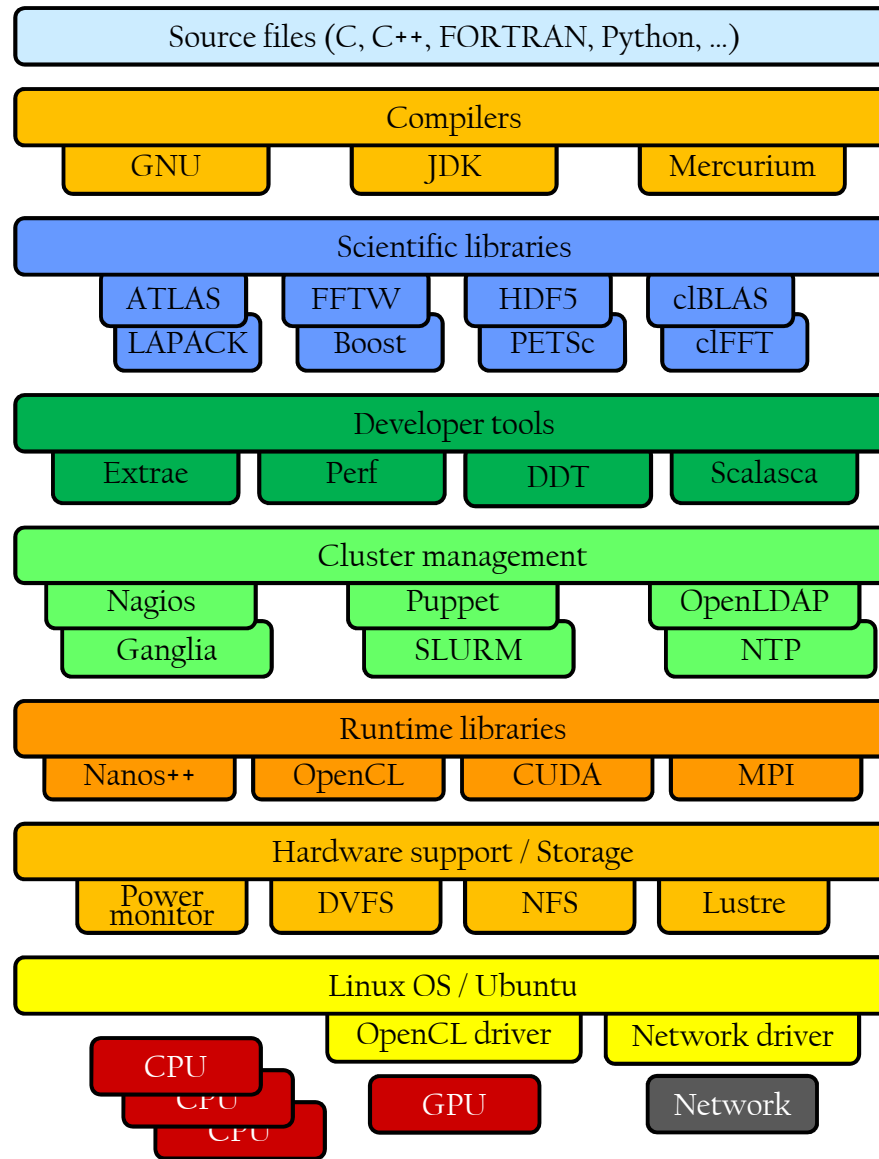 Source files (C, C++, FORTRAN, Python, ...)
Compilers
GNU
JDK
Mercurium
Scientific libraries
ATLAS
FFTW
HDF5
clBLAS
LAPACK
Boost
PETSc
clFFT
Developer tools
Extrae
Perf
DDT
Scalasca
Cluster management
Nagios
Puppet
OpenLDAP
Ganglia
SLURM
NTP
Runtime libraries
Nanos++
OpenCL
CUDA
MPI
Hardware support / Storage
Power
monitor
DVFS
NFS
Lustre
Linux OS / Ubuntu
OpenCL driver
Network driver
CPU
CPU
CPU
GPU
Network